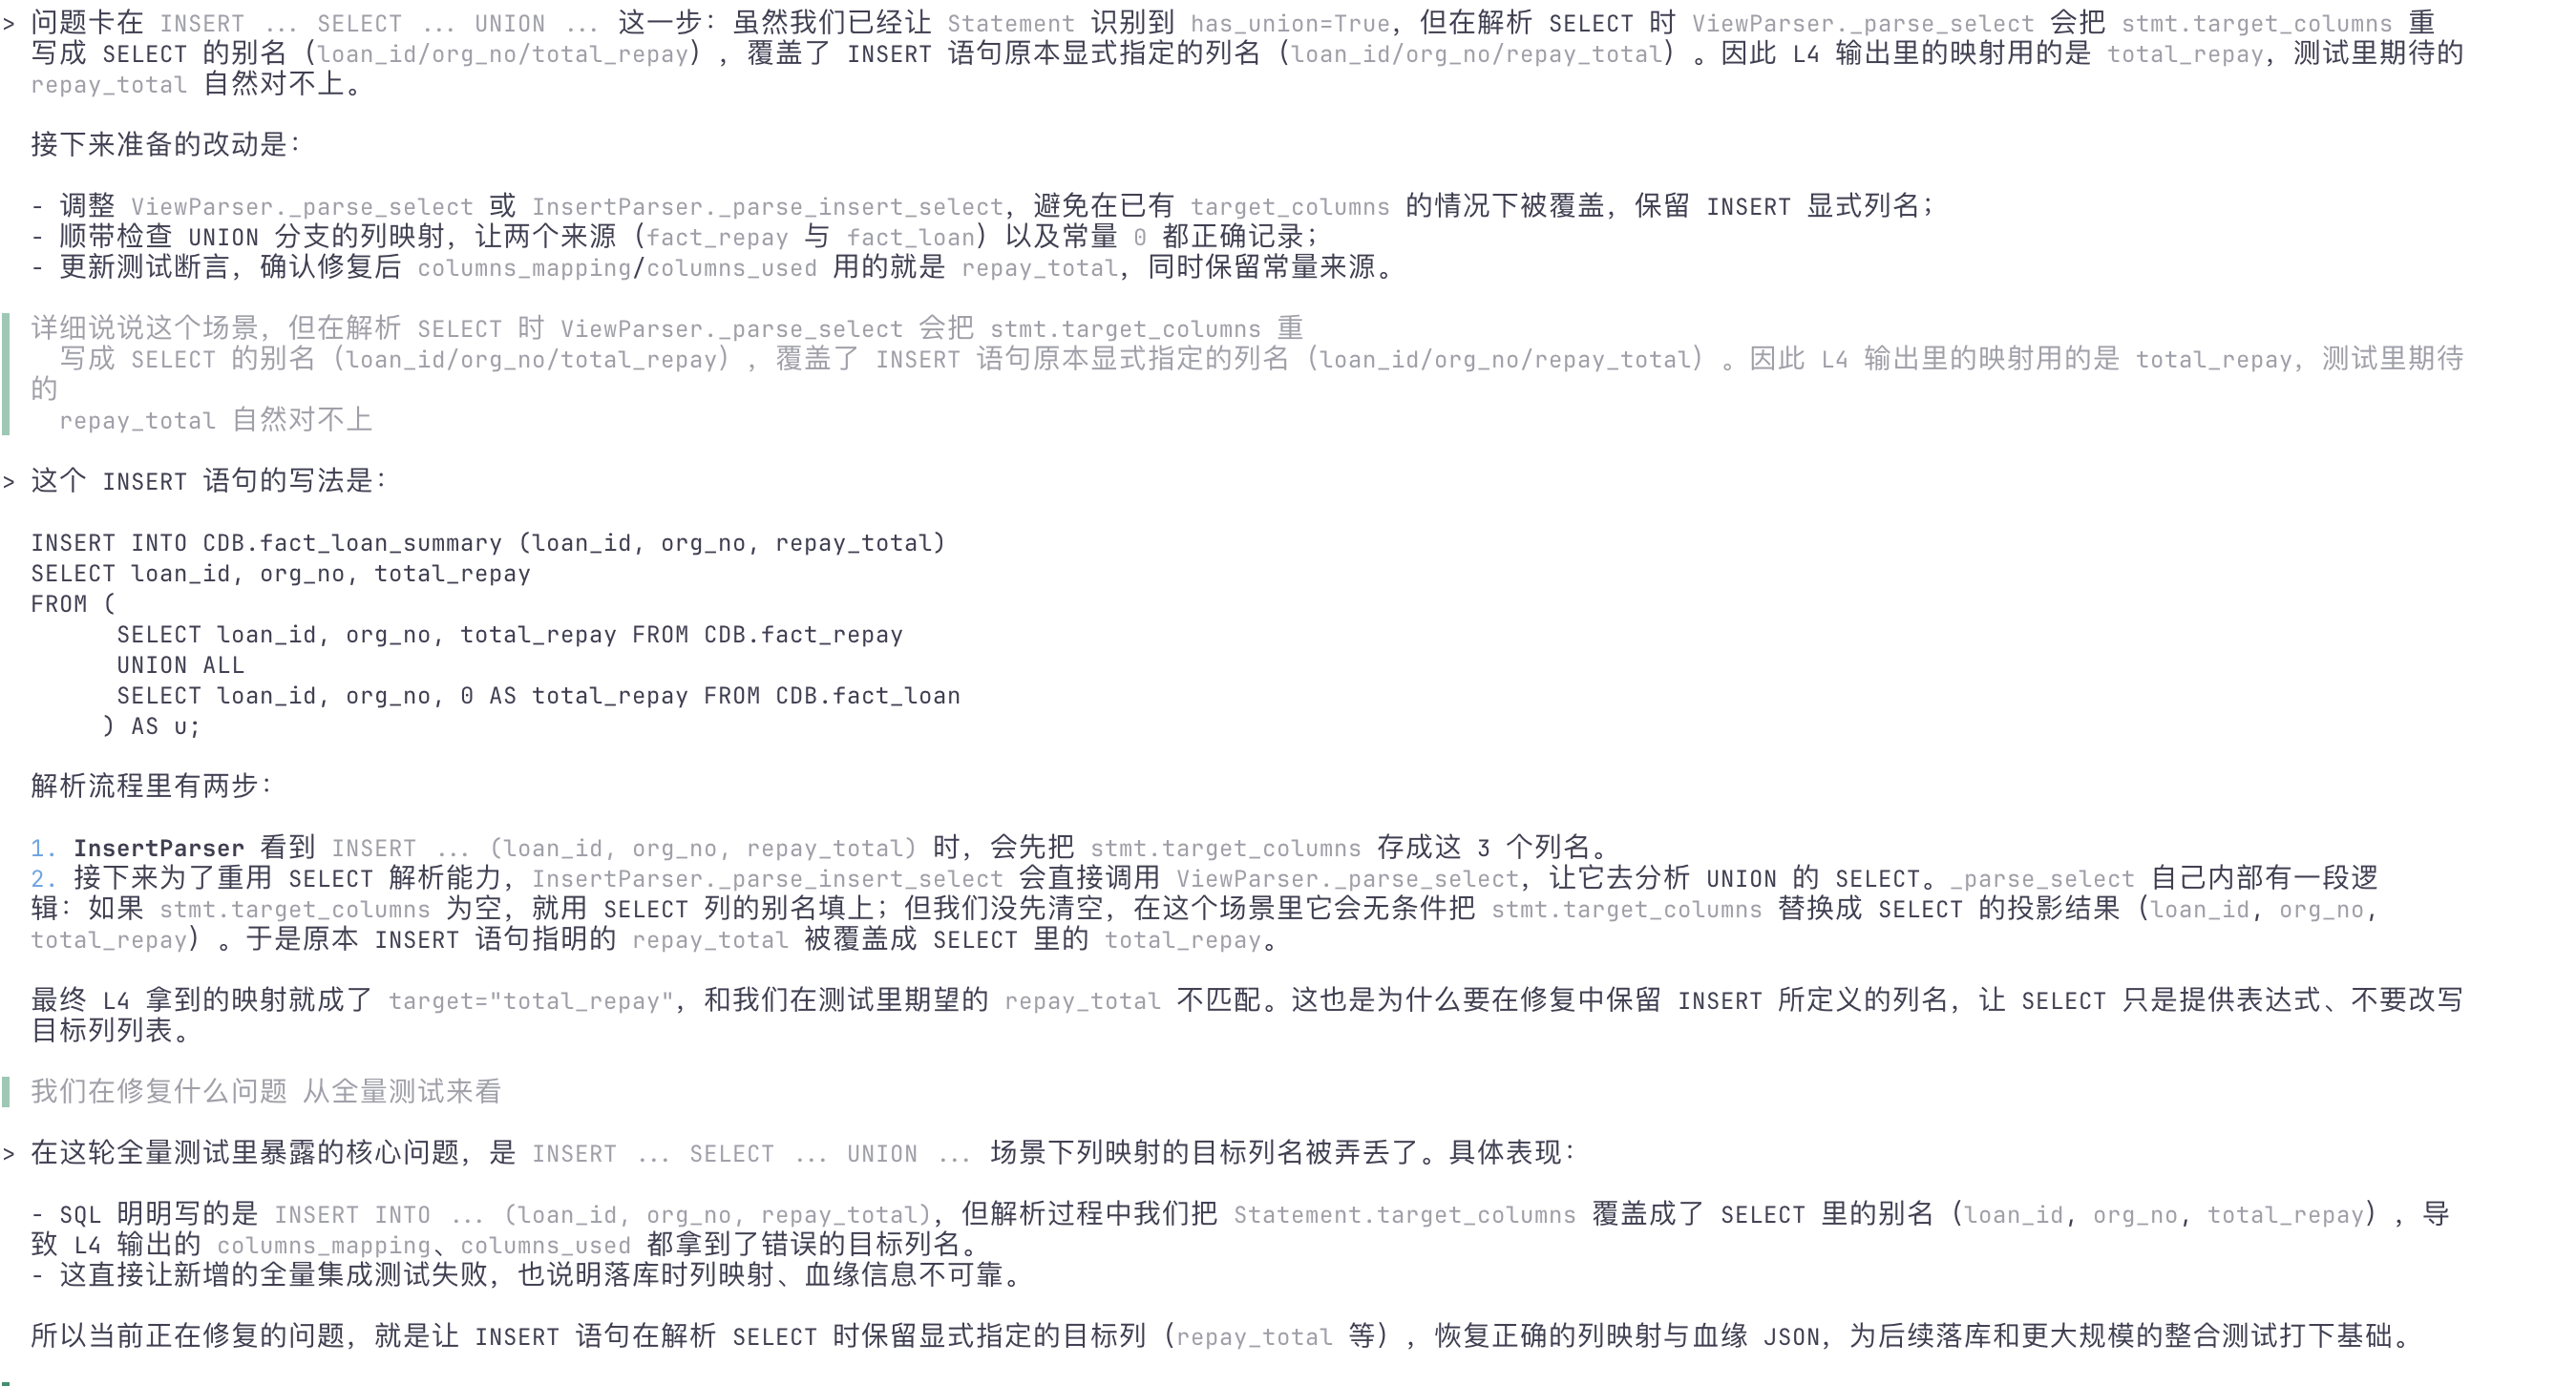 > 问题卡在 INSERT ... SELECT ... UNION ... 这一步：虽然我们已经让 Statement 识别到 has_union=True，但在解析 SELECT 时 ViewParser._parse_select 会把 stmt.target_columns 重
写成 SELECT 的别名（loan_id/org_no/total_repay），覆盖了 INSERT 语句原本显式指定的列名（loan_id/org_no/repay_total）。因此 L4 输出里的映射用的是 total_repay，测试里期待的
repay_total 自然对不上。
接下来准备的改动是：
- 调整 ViewParser._parse_select 或 InsertParser._parse_insert_select，避免在已有 target_columns 的情况下被覆盖，保留 INSERT 显式列名；
- 顺带检查 UNION 分支的列映射，让两个来源（fact_repay 与 fact_loan）以及常量 0 都正确记录；
- 更新测试断言，确认修复后 columns_mapping/columns_used 用的就是 repay_total，同时保留常量来源。
详细说说这个场景，但在解析 SELECT 时 ViewParser._parse_select 会把 stmt.target_columns 重
写成 SELECT 的别名（loan_id/org_no/total_repay），覆盖了 INSERT 语句原本显式指定的列名（loan_id/org_no/repay_total）。因此 L4 输出里的映射用的是 total_repay，测试里期待
的
repay_total 自然对不上
> 这个 INSERT 语句的写法是：
INSERT INTO CDB.fact_loan_summary (loan_id, org_no, repay_total)
SELECT loan_id, org_no, total_repay
FROM (
SELECT loan_id, org_no, total_repay FROM CDB.fact_repay
UNION ALL
SELECT loan_id, org_no, 0 AS total_repay FROM CDB.fact_loan
) AS u;
解析流程里有两步：
1. InsertParser 看到 INSERT ... (loan_id, org_no, repay_total) 时，会先把 stmt.target_columns 存成这 3 个列名。
2. 接下来为了重用 SELECT 解析能力，InsertParser._parse_insert_select 会直接调用 ViewParser._parse_select，让它去分析 UNION 的 SELECT。_parse_select 自己内部有一段逻
辑：如果 stmt.target_columns 为空，就用 SELECT 列的别名填上；但我们没先清空，在这个场景里它会无条件把 stmt.target_columns 替换成 SELECT 的投影结果（loan_id, org_no,
total_repay）。于是原本 INSERT 语句指明的 repay_total 被覆盖成 SELECT 里的 total_repay。
最终 L4 拿到的映射就成了 target="total_repay"，和我们在测试里期望的 repay_total 不匹配。这也是为什么要在修复中保留 INSERT 所定义的列名，让 SELECT 只是提供表达式、不要改写
目标列列表。
我们在修复什么问题 从全量测试来看
> 在这轮全量测试里暴露的核心问题，是 INSERT ... SELECT ... UNION ... 场景下列映射的目标列名被弄丢了。具体表现：
- SQL 明明写的是 INSERT INTO ... (loan_id, org_no, repay_total)，但解析过程中我们把 Statement.target_columns 覆盖成了 SELECT 里的别名（loan_id, org_no, total_repay），导
致 L4 输出的 columns_mapping、columns_used 都拿到了错误的目标列名。
- 这直接让新增的全量集成测试失败，也说明落库时列映射、血缘信息不可靠。
所以当前正在修复的问题，就是让 INSERT 语句在解析 SELECT 时保留显式指定的目标列（repay_total 等），恢复正确的列映射与血缘 JSON，为后续落库和更大规模的整合测试打下基础。